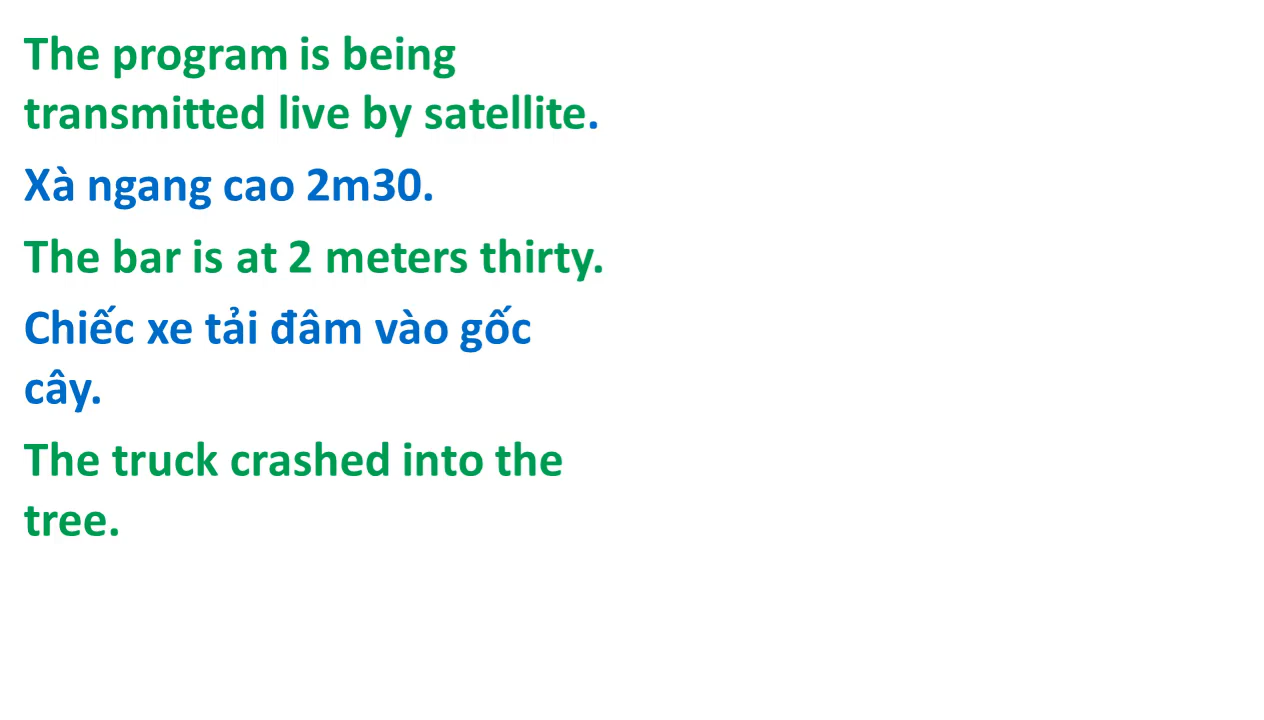 The program is being
transmitted live by satellite.
Xà ngang cao 2m30.
The bar is at 2 meters thirty.
Chiếc xe tải đâm vào gốc
cây.
The truck crashed into the
tree.